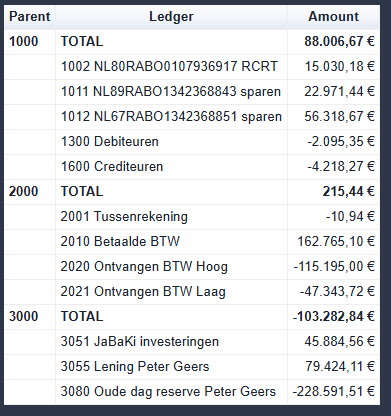 Parent Ledger Amount
1000 TOTAL 88.006,67 €
1002 NL80RABO0107936917 RCRT 15.030,18 €
1011 NL89RABO1342368843 sparen 22.971,44 €
1012 NL67RABO1342368851 sparen 56.318,67 €
1300 Debiteuren -2.095,35 €
1600 Crediteuren -4.218,27 €
2000 TOTAL 215,44 €
2001 Tussenrekening -10,94 €
2010 Betaalde BTW 162.765,10 €
2020 Ontvangen BTW Hoog -115.195,00 €
2021 Ontvangen BTW Laag -47.343,72 €
3000 TOTAL -103.282,84 €
3051 JaBaKi investeringen 45.884,56 €
3055 Lening Peter Geers 79.424,11 €
3080 Oude dag reserve Peter Geers -228.591,51 €